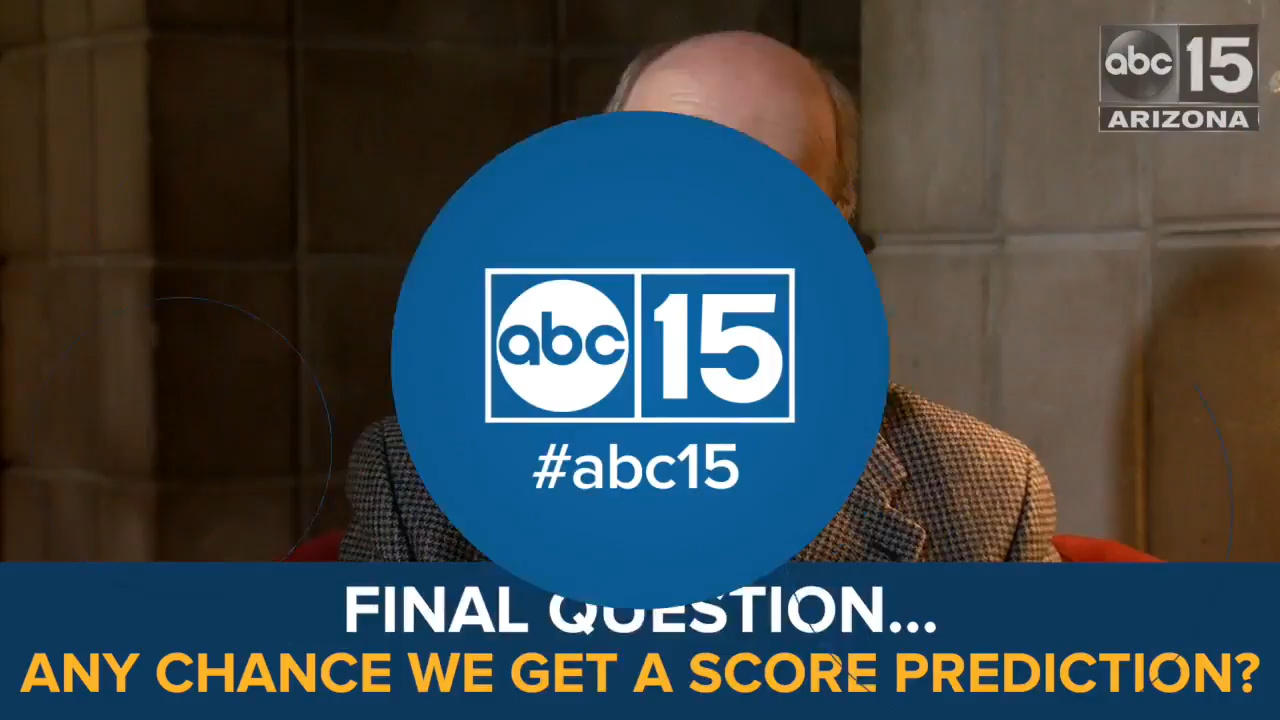 abc 15
ARIZONA
abc 15
#abc15
FINAL QUESTION...
ANY CHANCE WE GET A SCORE PREDICTION?